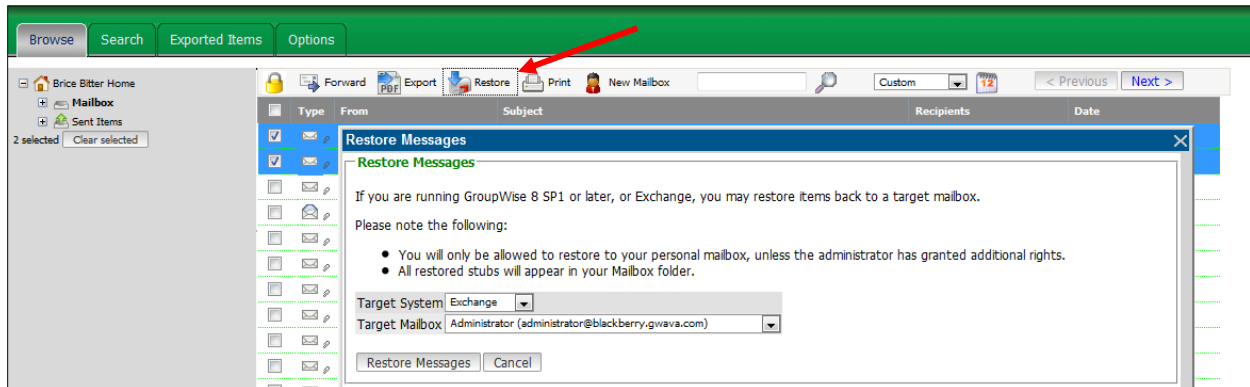 Browse Search Exported Items Options
Brice Bitter Home
Mailbox
Sent Items
2 selected Clear selected
Forward PDF Export Restore Print New Mailbox Custom 12 < Previous Next >
Type From Subject Recipients Date
Restore Messages
Restore Messages
If you are running GroupWise 8 SP1 or later, or Exchange, you may restore items back to a target mailbox.
Please note the following:
• You will only be allowed to restore to your personal mailbox, unless the administrator has granted additional rights.
• All restored stubs will appear in your Mailbox folder.
Target System Exchange
Target Mailbox Administrator (administrator@blackberry.gwava.com)
Restore Messages Cancel